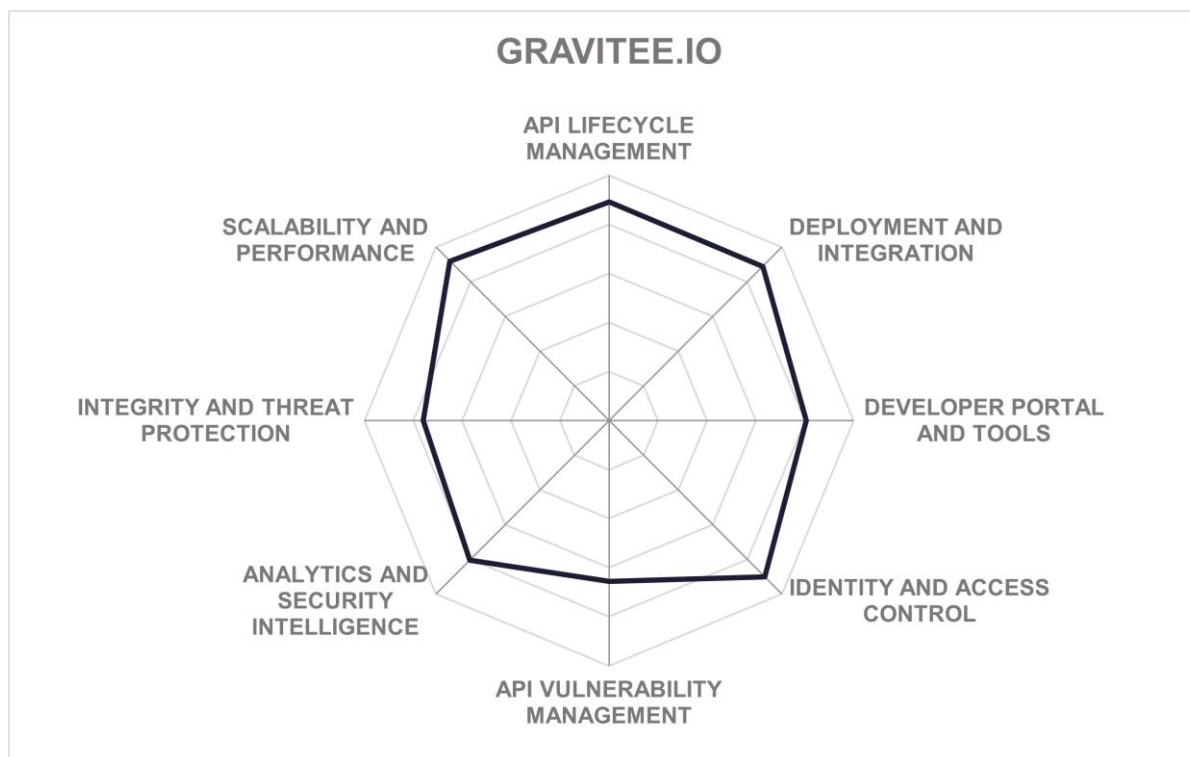 GRAVITEE.IO
API LIFECYCLE
MANAGEMENT
SCALABILITY AND
PERFORMANCE
DEPLOYMENT AND
INTEGRATION
INTEGRITY AND THREAT
PROTECTION
DEVELOPER PORTAL
AND TOOLS
ANALYTICS AND
SECURITY
INTELLIGENCE
IDENTITY AND ACCESS
CONTROL
API VULNERABILITY
MANAGEMENT